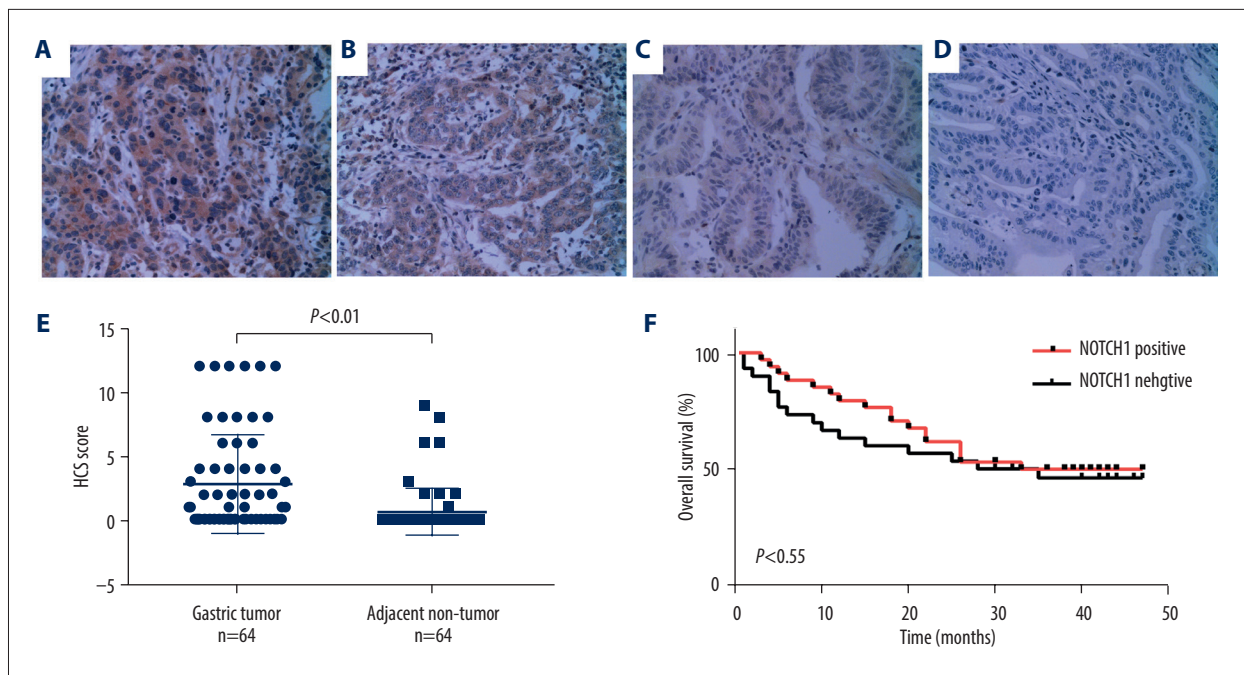 A
B
C
D
E
P<0.01
15
10
5
0
−5
HCS score
Gastric tumor
n=64
Adjacent non-tumor
n=64
F
100
50
0
Overall survival (%)
NOTCH1 positive
NOTCH1 nehgtive
P<0.55
0 10 20 30 40 50
Time (months)